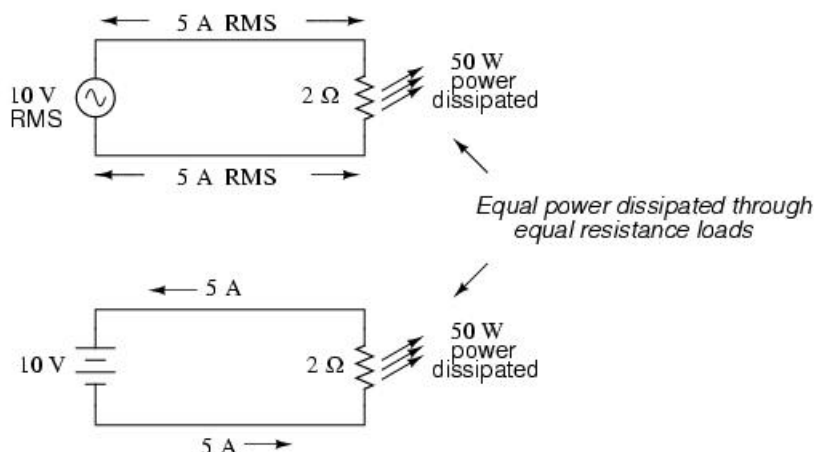 5 A RMS
10 V
RMS
2 Ω
50 W
power
dissipated
5 A RMS
Equal power dissipated through
equal resistance loads
5 A
10 V
2 Ω
50 W
power
dissipated
5 A